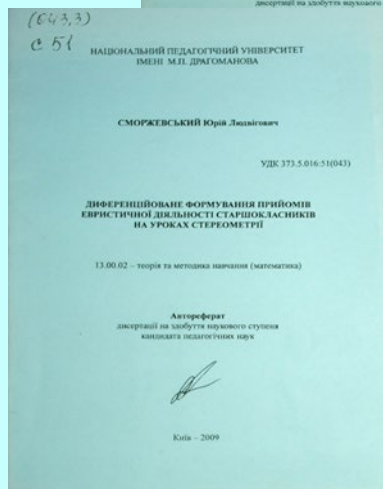 дисертації на здобуття наукового
(043,3)
С 51
НАЦІОНАЛЬНИЙ ПЕДАГОГІЧНИЙ УНІВЕРСИТЕТ
ІМЕНІ М.П. ДРАГОМАНОВА
СМОРЖЕВСЬКИЙ Юрій Людвігович
УДК 373.5.016:51(043)
ДИФЕРЕНЦІЙОВАНЕ ФОРМУВАННЯ ПРИЙОМІВ
ЕВРИСТИЧНОЇ ДІЯЛЬНОСТІ СТАРШОКЛАСНИКІВ
НА УРОКАХ СТЕРЕОМЕТРІЇ
13.00.02 – теорія та методика навчання (математика)
Автореферат
дисертації на здобуття наукового ступеня
кандидата педагогічних наук
Київ – 2009